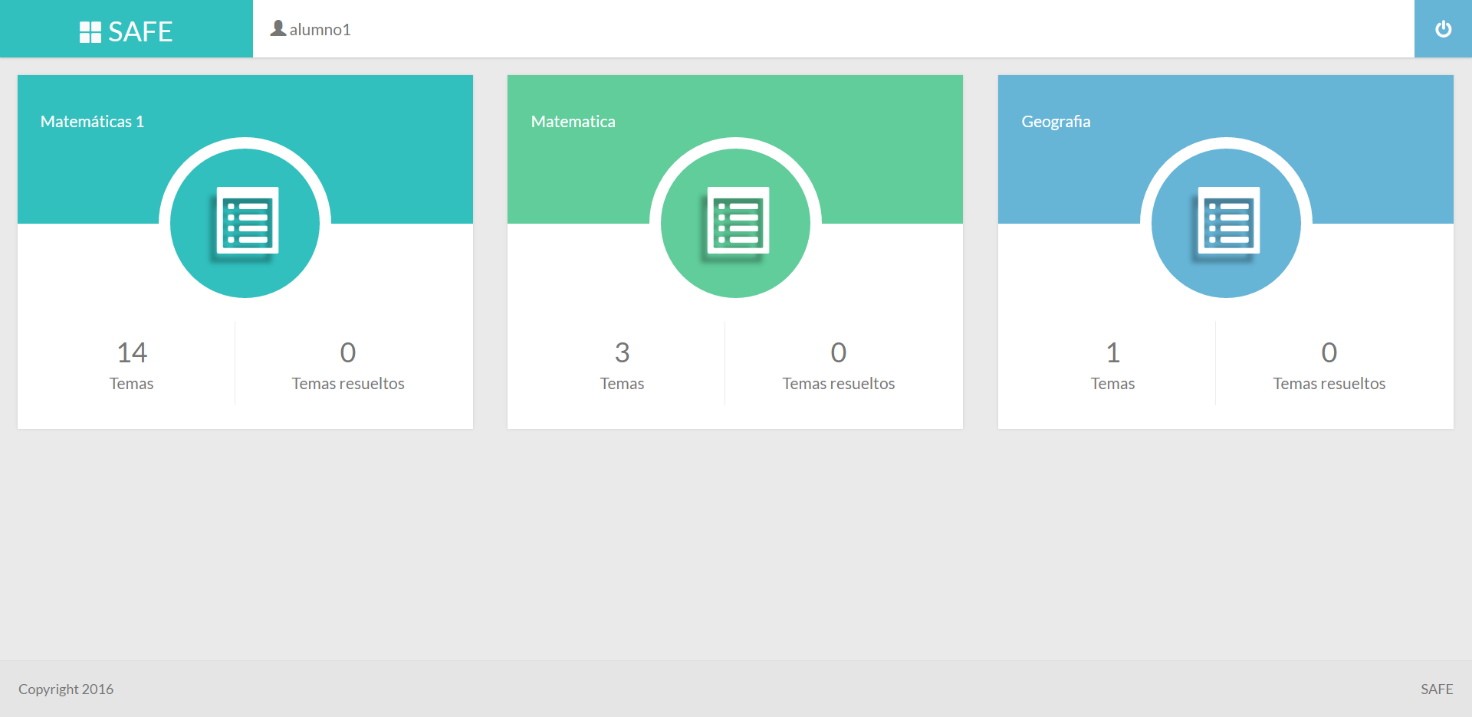 SAFE
alumno1
Matemáticas 1
14
Temas
0
Temas resueltos
Matematica
3
Temas
0
Temas resueltos
Geografia
1
Temas
0
Temas resueltos
Copyright 2016
SAFE